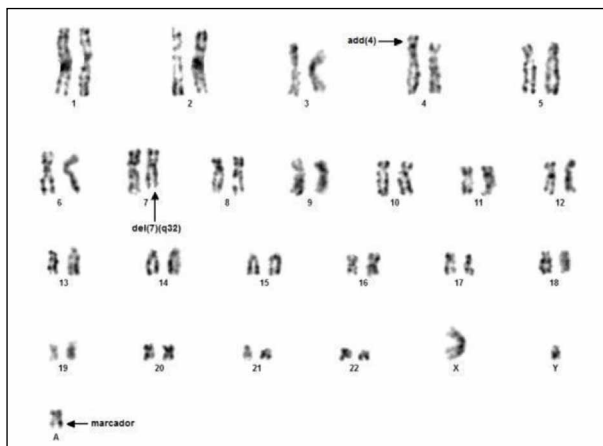 add(4)
1 2 3 4 5
6 7 8 9 10 11 12
del(7)(q32)
13 14 15 16 17 18
19 20 21 22 X Y
marcador
A